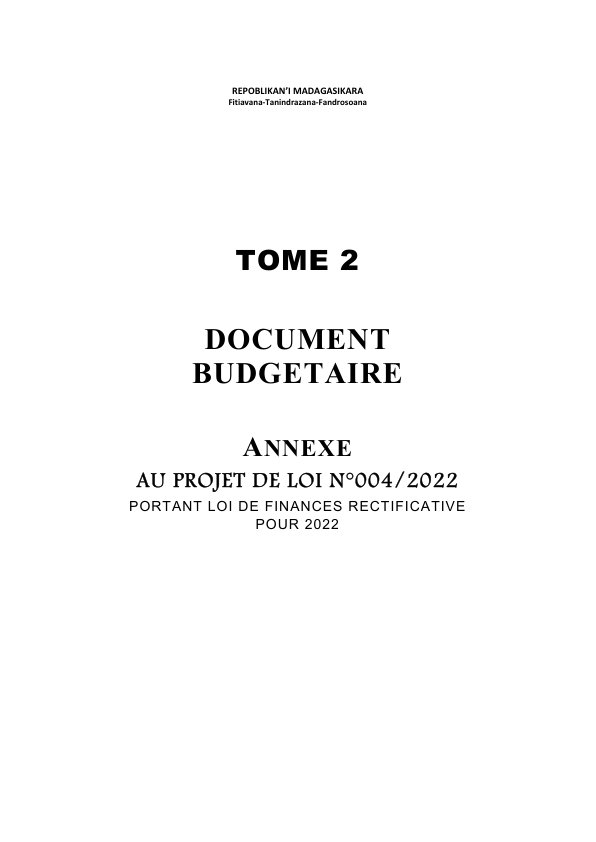 REPOBLIKAN'I MADAGASIKARA
Fitiavana-Tanindrazana-Fandrosoana
TOME 2
DOCUMENT
BUDGETAIRE
ANNEXE
AU PROJET DE LOI N°004/2022
PORTANT LOI DE FINANCES RECTIFICATIVE
POUR 2022